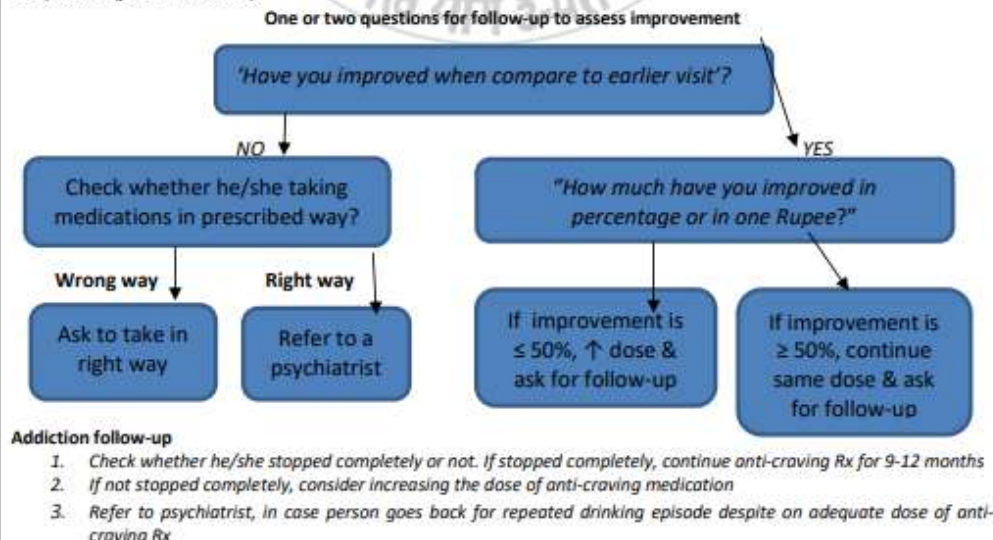 One or two questions for follow-up to assess improvement
'Have you improved when compare to earlier visit'?
NO
YES
Check whether he/she taking
medications in prescribed way?
"How much have you improved in
percentage or in one Rupee?"
Wrong way
Right way
Ask to take in
right way
Refer to a
psychiatrist
If improvement is
≤ 50%, ↑ dose &
ask for follow-up
If improvement is
≥ 50%, continue
same dose & ask
for follow-up
Addiction follow-up
1. Check whether he/she stopped completely or not. If stopped completely, continue anti-craving Rx for 9-12 months
2. If not stopped completely, consider increasing the dose of anti-craving medication
3. Refer to psychiatrist, in case person goes back for repeated drinking episode despite on adequate dose of anti-
craving Rx